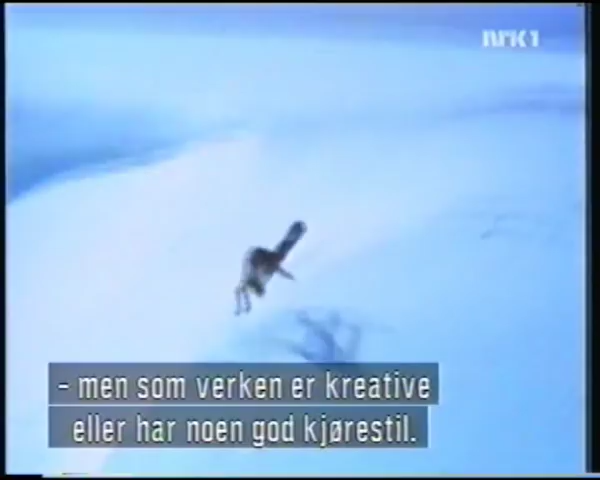 NRK1
- men som verken er kreative
eller har noen god kjørestil.